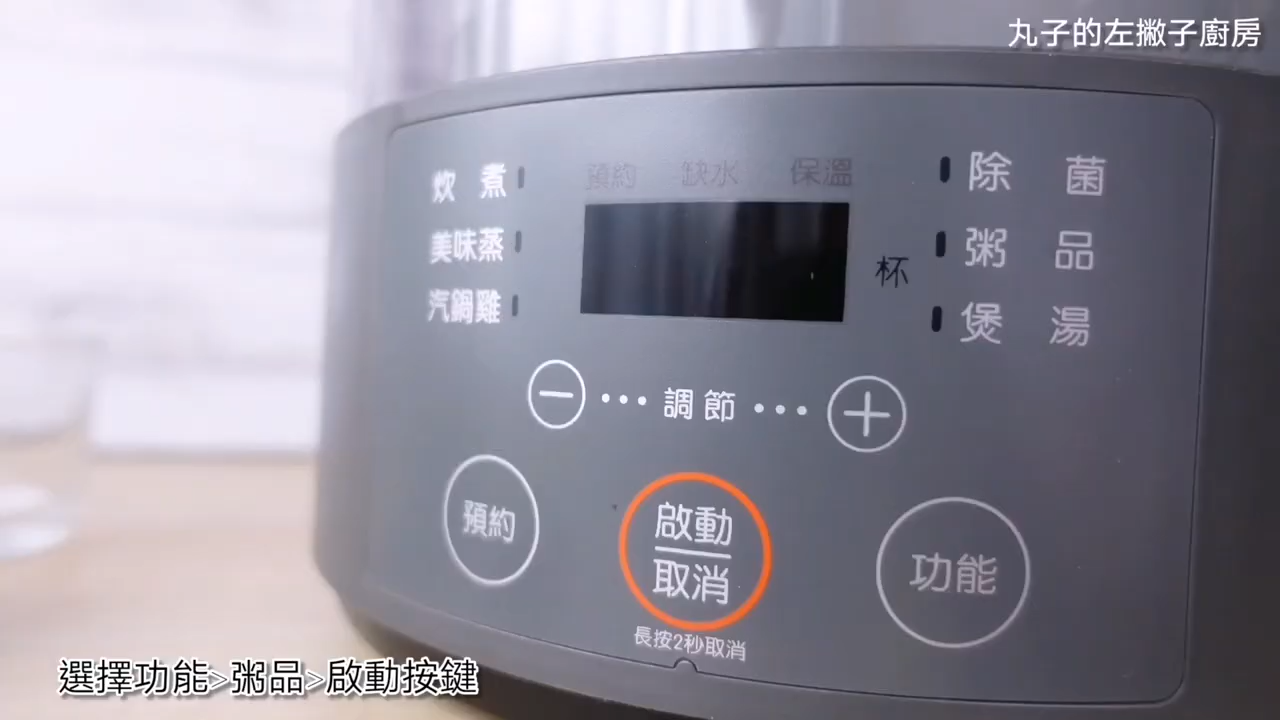 丸子的左撇子廚房
炊煮
預約 缺水 保溫
除菌
美味蒸
粥品
杯
汽鍋雞
煲湯
調節
預約
啟動
取消
功能
長按2秒取消
選擇功能>粥品>啟動按鍵